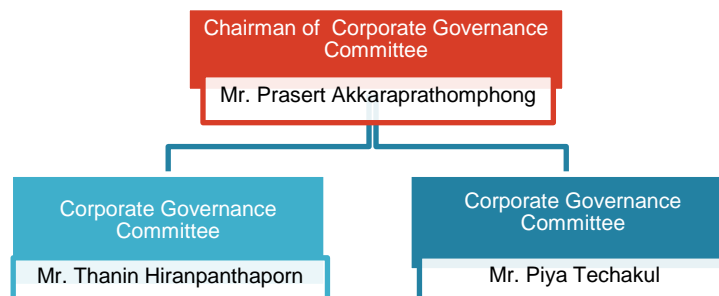 Chairman of Corporate Governance
Committee
Mr. Prasert Akkaraprathomphong
Corporate Governance
Committee
Mr. Thanin Hiranpanthaporn
Corporate Governance
Committee
Mr. Piya Techakul